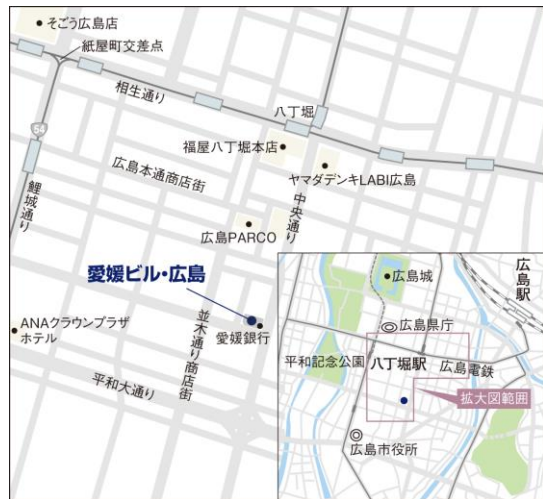 そごう広島店
紙屋町交差点
相生通り
八丁堀
54
福屋八丁堀本店
広島本通商店街
ヤマダデンキLABI広島
鯉城通り
中央通り
広島PARCO
愛媛ビル・広島
愛媛銀行
ANAクラウンプラザ
ホテル
並木通り商店街
平和大通り
広島城
広島駅
広島県庁
平和記念公園
八丁堀駅
広島電鉄
拡大図範囲
広島市役所